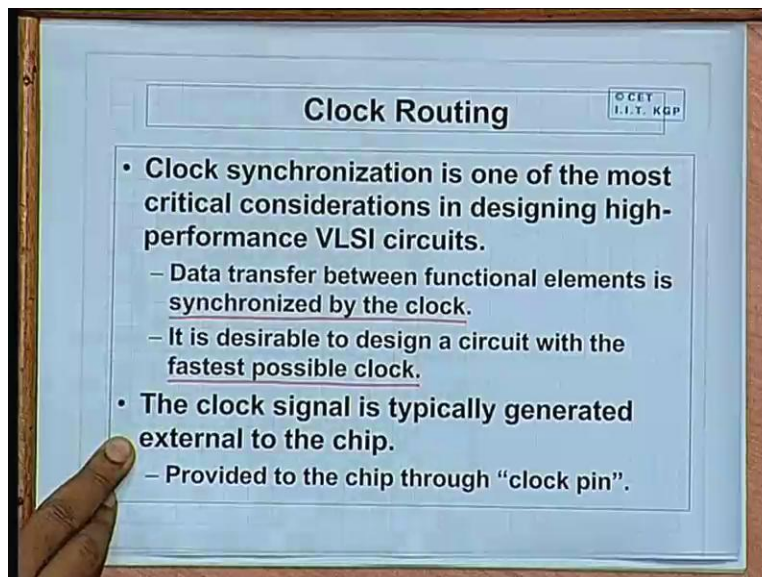 Clock Routing
© CET
I.I.T. KGP
• Clock synchronization is one of the most
critical considerations in designing high-
performance VLSI circuits.
– Data transfer between functional elements is
synchronized by the clock.
– It is desirable to design a circuit with the
fastest possible clock.
• The clock signal is typically generated
external to the chip.
– Provided to the chip through “clock pin”.